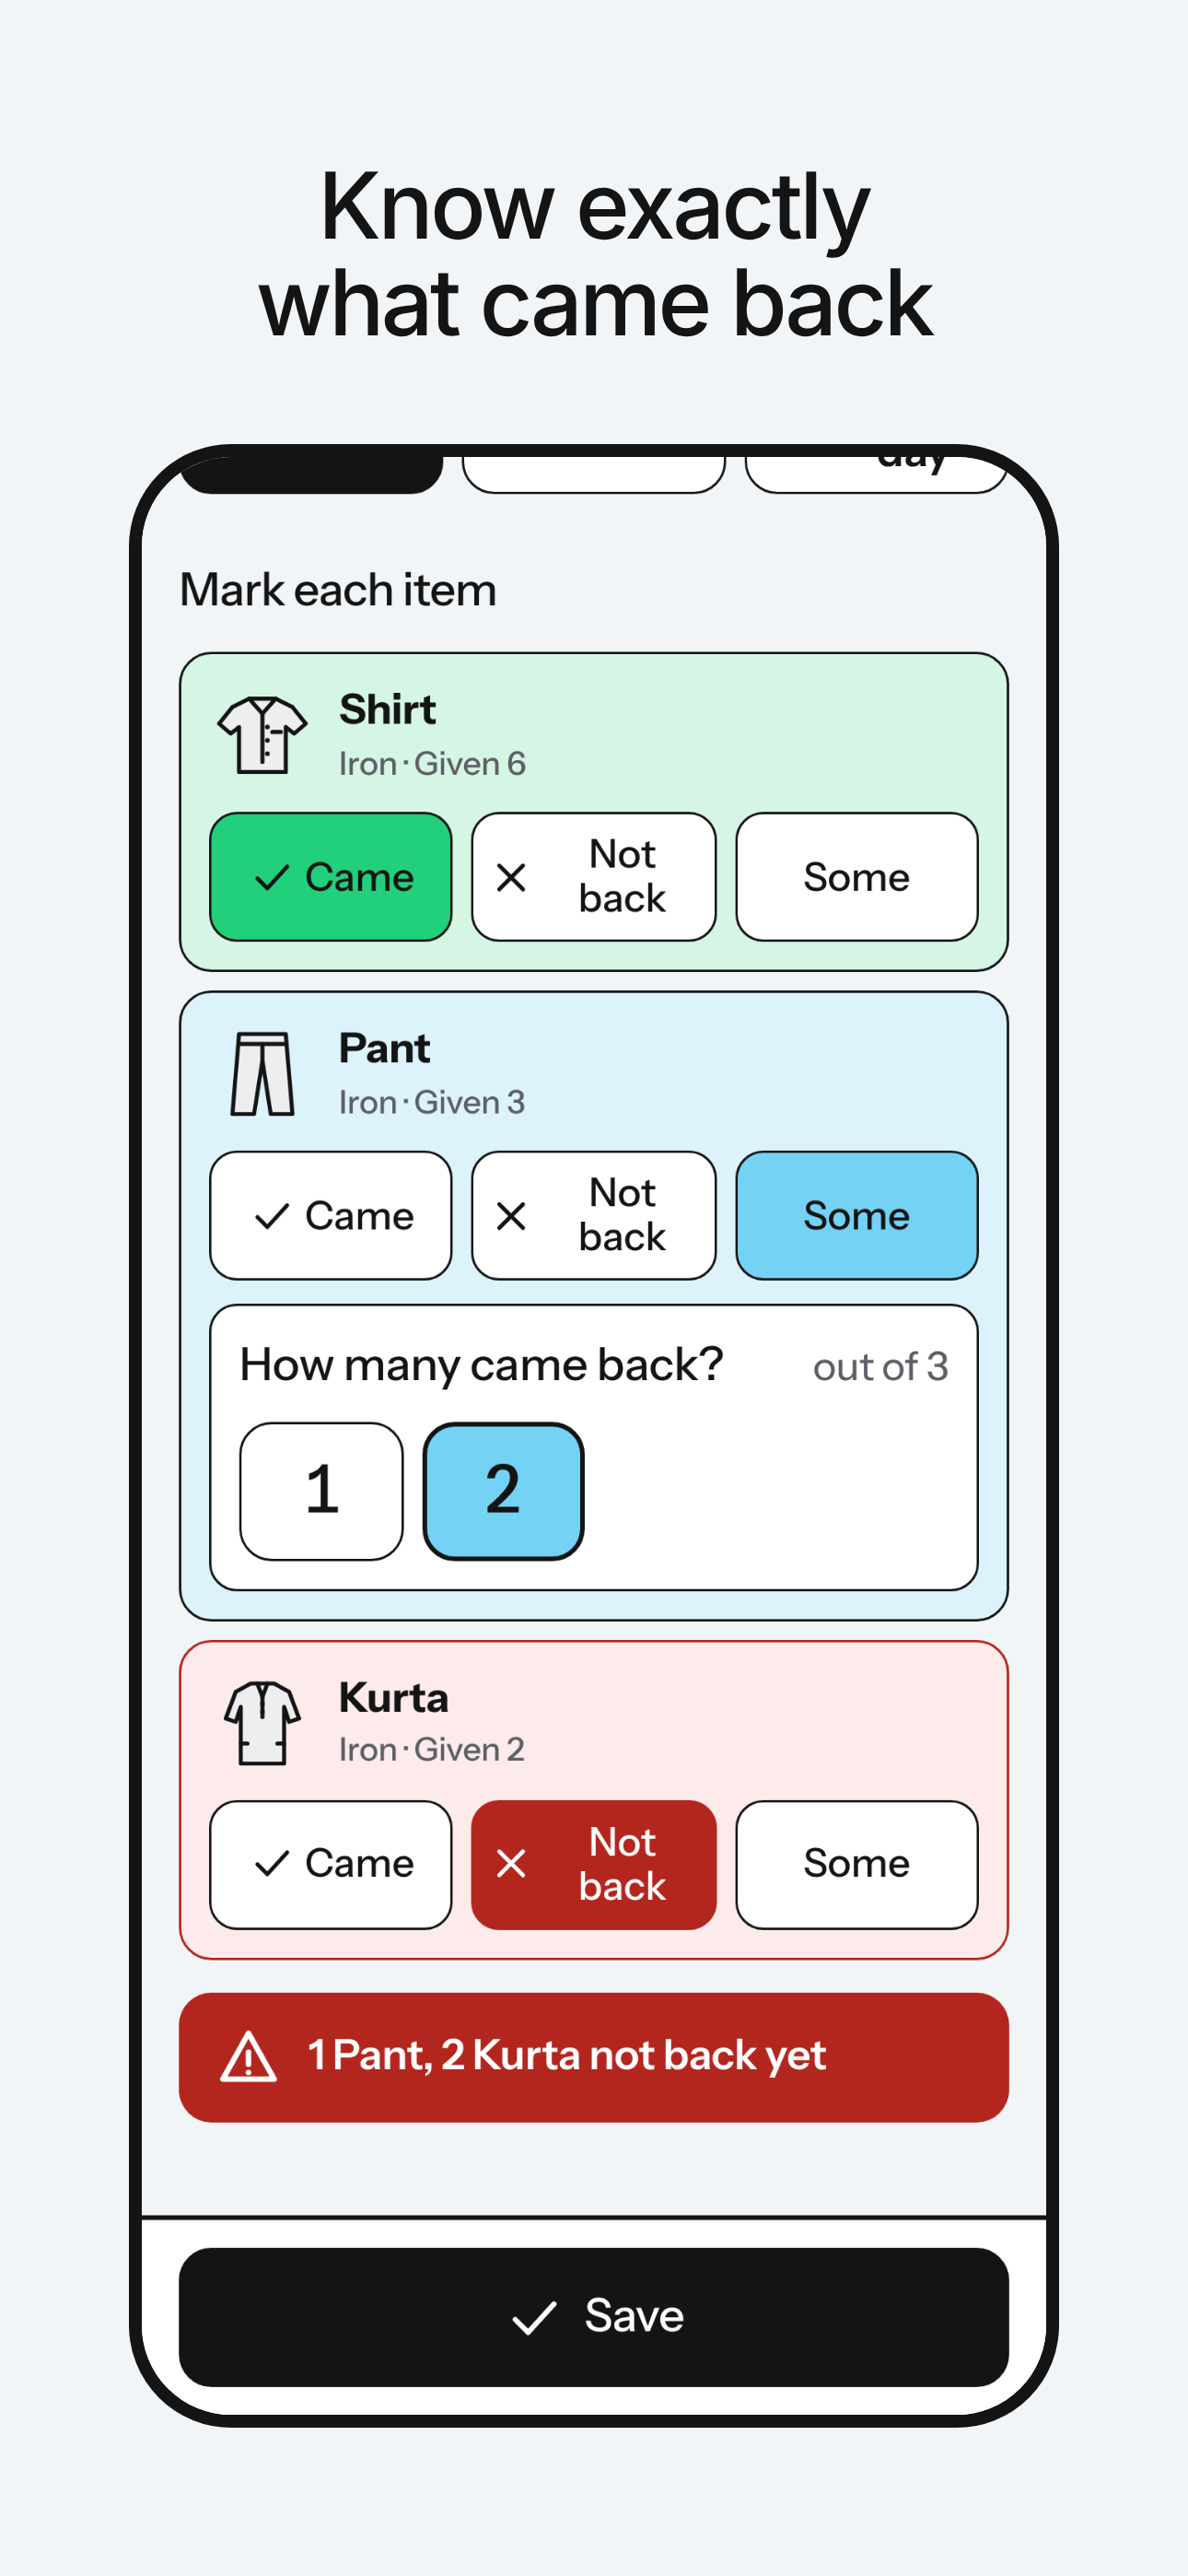 Know exactly
what came back
day
Mark each item
Shirt
Iron · Given 6
Came
Not
back
Some
Pant
Iron · Given 3
Came
Not
back
Some
How many came back?
out of 3
1
2
Kurta
Iron · Given 2
Came
Not
back
Some
1 Pant, 2 Kurta not back yet
Save